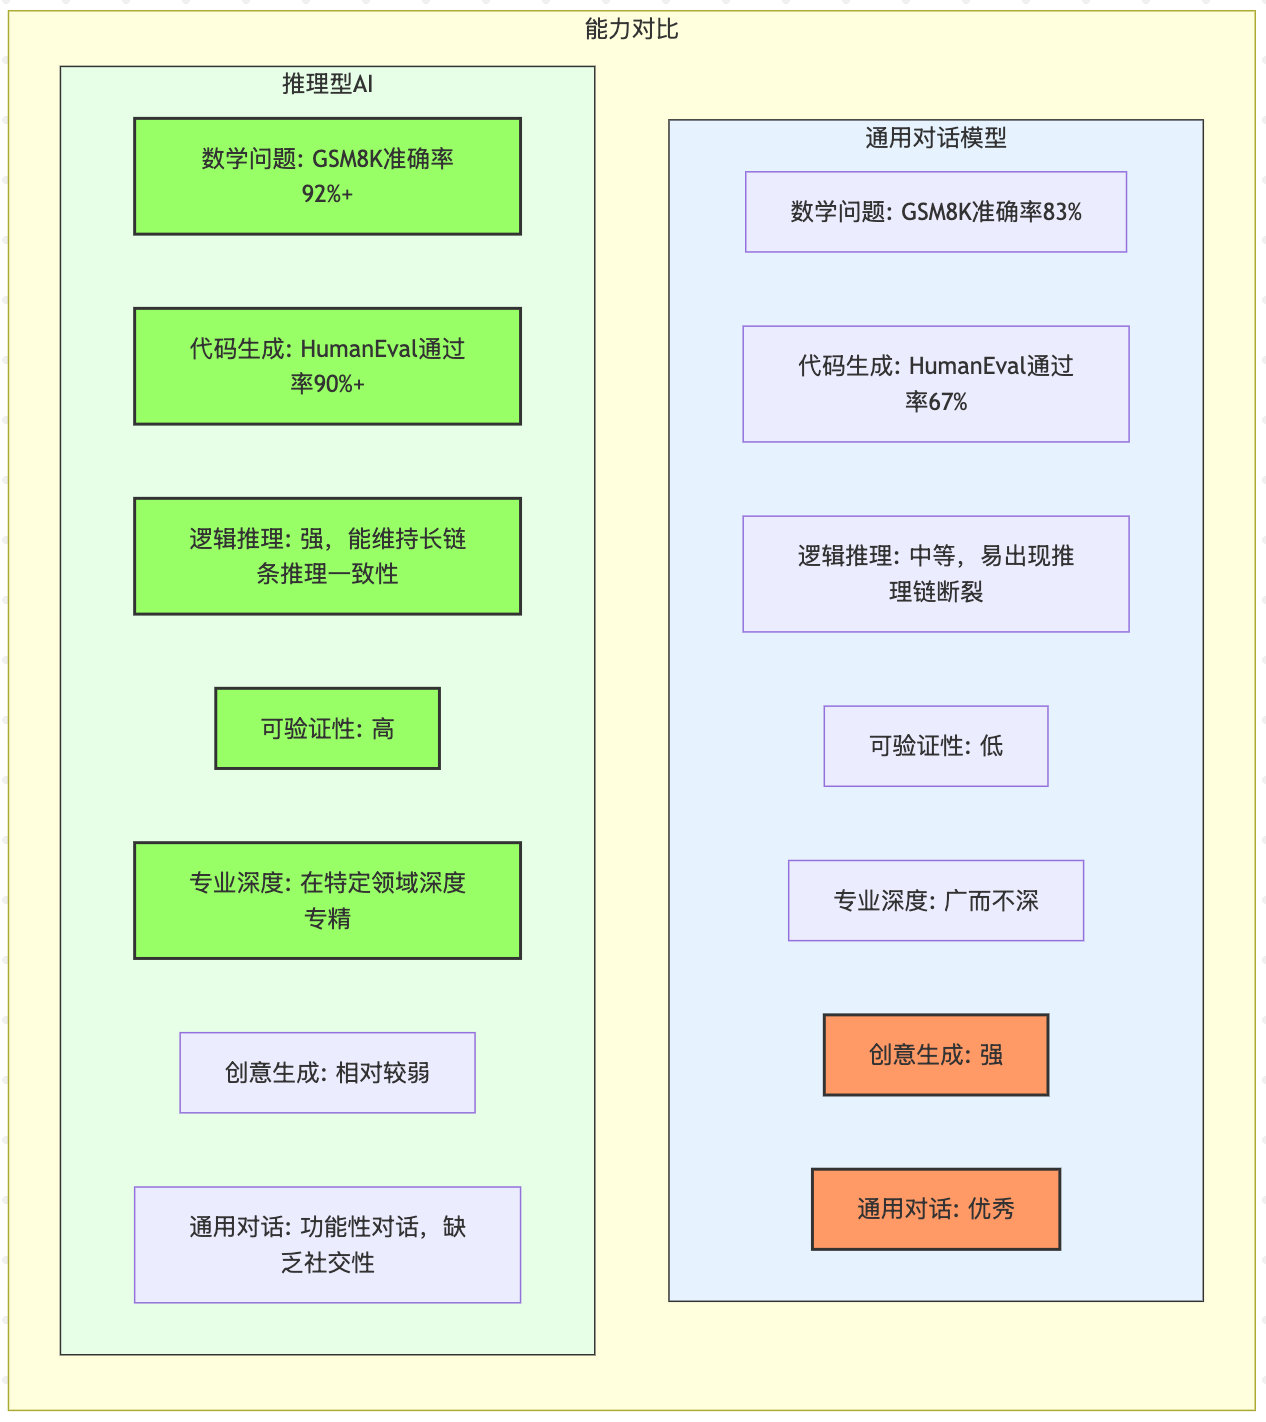 能力对比
推理型AI
数学问题: GSM8K准确率
92%+
代码生成: HumanEval通过
率90%+
逻辑推理: 强，能维持长链
条推理一致性
可验证性: 高
专业深度: 在特定领域深度
专精
创意生成: 相对较弱
通用对话: 功能性对话，缺
乏社交性
通用对话模型
数学问题: GSM8K准确率83%
代码生成: HumanEval通过
率67%
逻辑推理: 中等，易出现推
理链断裂
可验证性: 低
专业深度: 广而不深
创意生成: 强
通用对话: 优秀